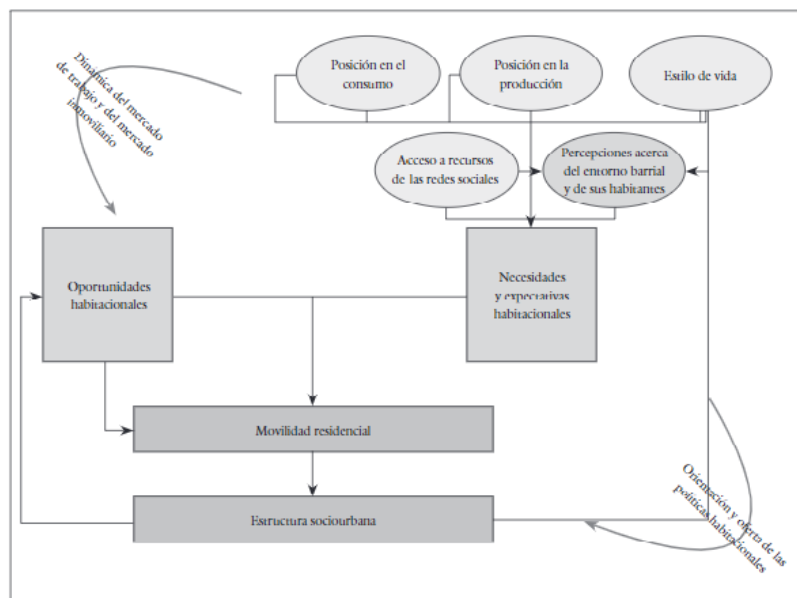 Posición en el
consumo
Posición en la
producción
Estilo de vida
Dinámica del mercado
de trabajo y del mercado
inmoviliario
Acceso a recursos
de las redes sociales
Percepciones acerca
del entorno barrial
y de sus habitantes
Oportunidades
habitacionales
Necesidades
y expectativas
habitacionales
Movilidad residencial
Estructura sociourbana
Orientación y oferta de las
políticas habitacionales